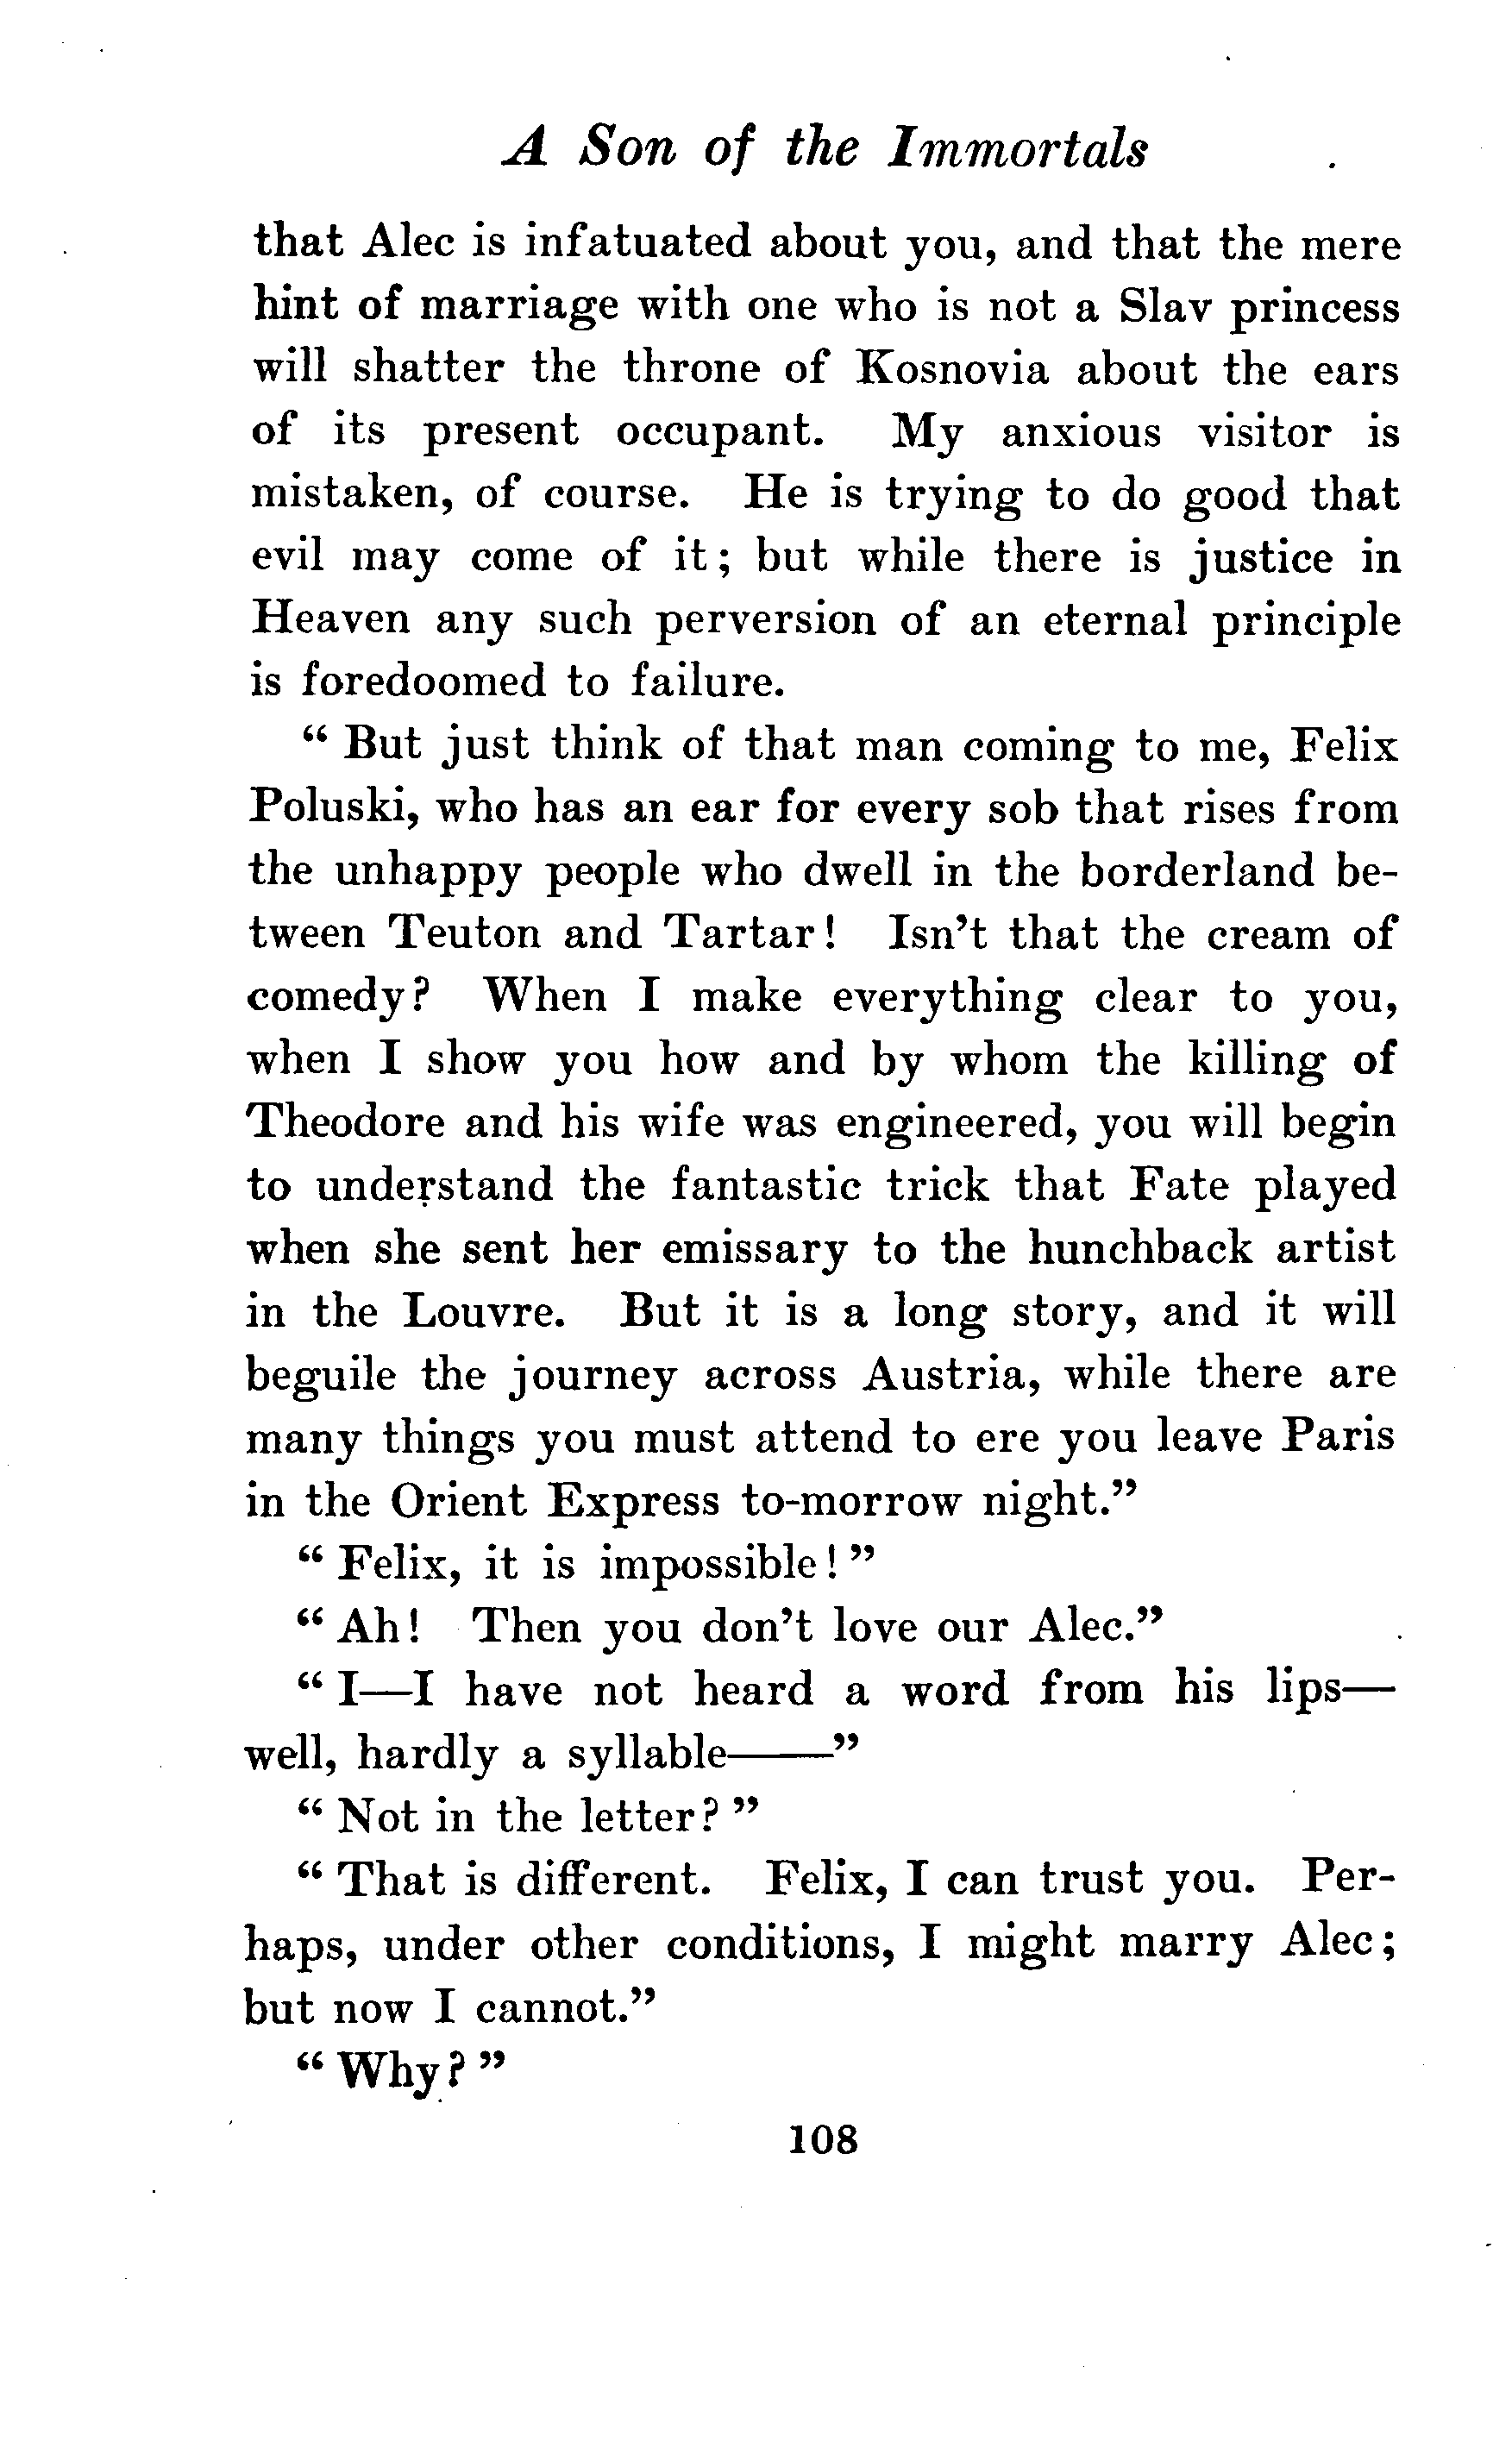 A Son of the Immortals
that Alec is infatuated about you, and that the mere
hint of marriage with one who is not a Slav princess
will shatter the throne of Kosnovia about the ears
of its present occupant. My anxious visitor is
mistaken, of course. He is trying to do good that
evil may come of it; but while there is justice in
Heaven any such perversion of an eternal principle
is foredoomed to failure.
“But just think of that man coming to me, Felix
Poluski, who has an ear for every sob that rises from
the unhappy people who dwell in the borderland be-
tween Teuton and Tartar! Isn't that the cream of
comedy? When I make everything clear to you,
when I show you how and by whom the killing of
Theodore and his wife was engineered, you will begin
to understand the fantastic trick that Fate played
when she sent her emissary to the hunchback artist
in the Louvre. But it is a long story, and it will
beguile the journey across Austria, while there are
many things you must attend to ere you leave Paris
in the Orient Express to-morrow night.”
“Felix, it is impossible!”
“Ah! Then you don't love our Alec.”
“I—I have not heard a word from his lips—
well, hardly a syllable——”
“Not in the letter?”
“That is different. Felix, I can trust you. Per-
haps, under other conditions, I might marry Alec;
but now I cannot.”
“Why?”
108